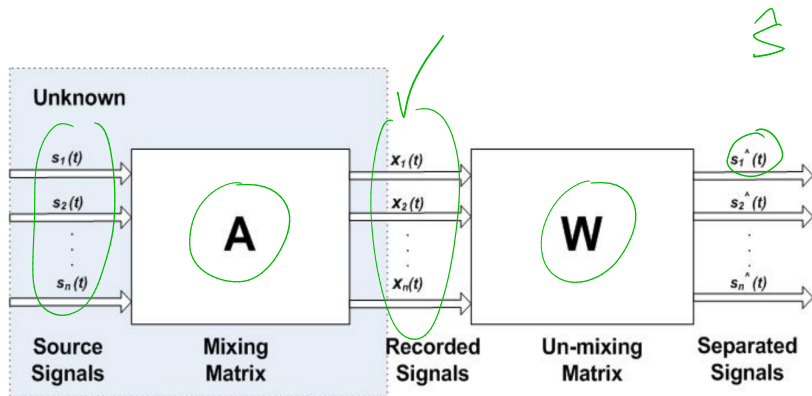 ŝ
Unknown
s1(t) x1(t) s1^(t)
s2(t) x2(t) s2^(t)
A W
sn(t) xn(t) sn^(t)
Source Mixing Recorded Un-mixing Separated
Signals Matrix Signals Matrix Signals